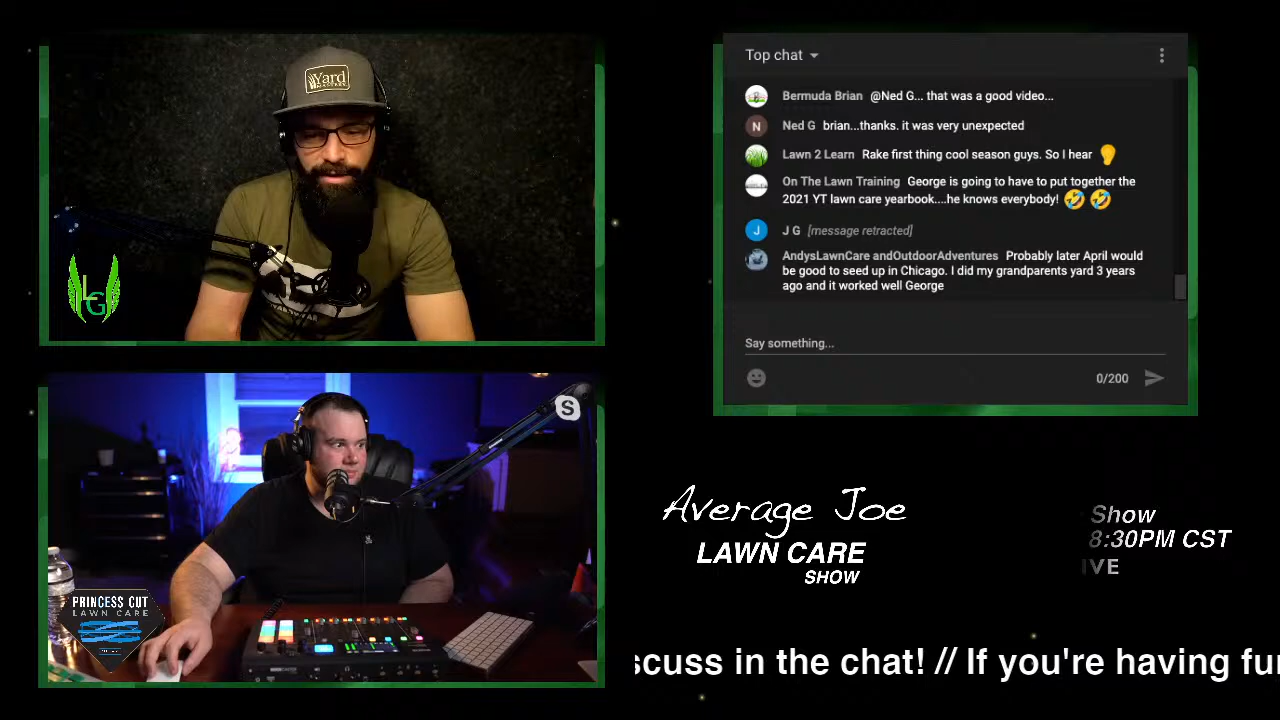 Yard
LG
Top chat
Bermuda Brian @Ned G... that was a good video...
N
Ned G brian...thanks. it was very unexpected
Lawn 2 Learn Rake first thing cool season guys. So I hear
On The Lawn Training George is going to have to put together the
2021 YT lawn care yearbook....he knows everybody!
J
J G [message retracted]
AndysLawnCare andOutdoorAdventures Probably later April would
be good to seed up in Chicago. I did my grandparents yard 3 years
ago and it worked well George
Say something...
0/200
S
PRINCESS CUT
LAWN CARE
Average Joe
LAWN CARE
SHOW
Show
8:30PM CST
IVE
scuss in the chat! // If you're having fu